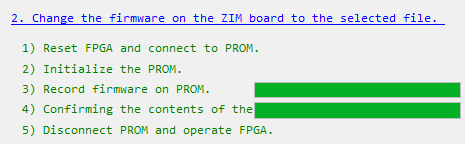 2. Change the firmware on the ZIM board to the selected file.
1) Reset FPGA and connect to PROM.
2) Initialize the PROM.
3) Record firmware on PROM.
4) Confirming the contents of the
5) Disconnect PROM and operate FPGA.